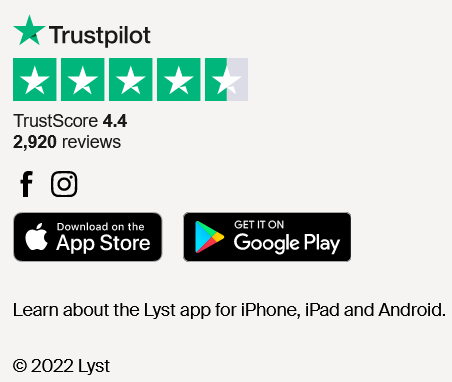 Trustpilot
TrustScore 4.4
2,920 reviews
Download on the
App Store
GET IT ON
Google Play
Learn about the Lyst app for iPhone, iPad and Android.
© 2022 Lyst